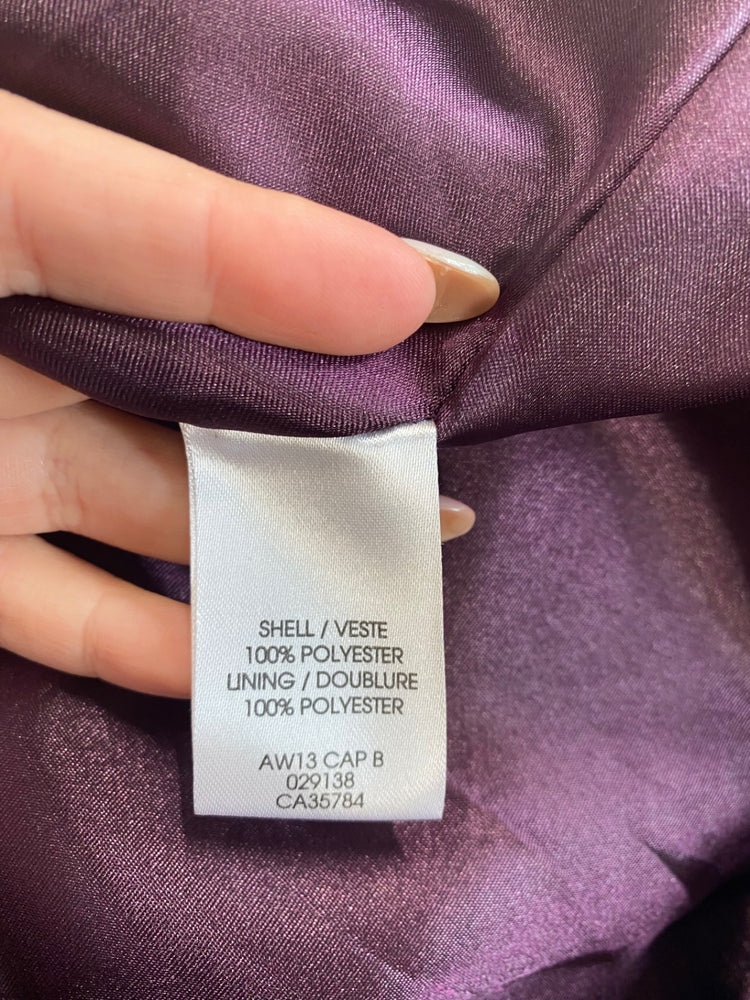 SHELL / VESTE
100% POLYESTER
LINING / DOUBLURE
100% POLYESTER
AW13 CAP B
029138
CA35784